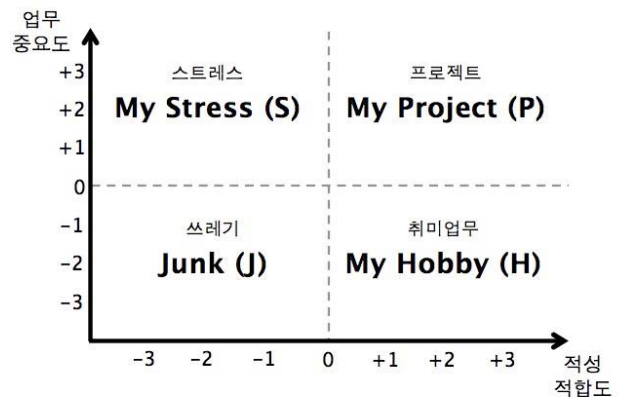 업무
중요도
+3
+2
+1
0
-1
-2
-3
스트레스
My Stress (S)
프로젝트
My Project (P)
쓰레기
Junk (J)
취미업무
My Hobby (H)
-3 -2 -1 0 +1 +2 +3
적성
적합도